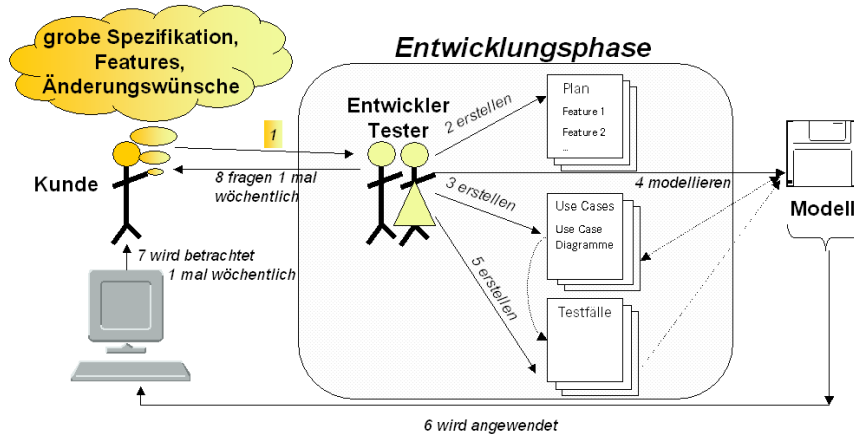 grobe Spezifikation,
Features,
Änderungswünsche
Entwicklungsphase
Entwickler
Tester
1
2 erstellen
Plan
Feature 1
Feature 2
...
Kunde
8 fragen 1 mal
wöchentlich
3 erstellen
4 modellieren
Modell
Use Cases
Use Case
Diagramme
7 wird betrachtet
1 mal wöchentlich
5 erstellen
Testfälle
6 wird angewendet